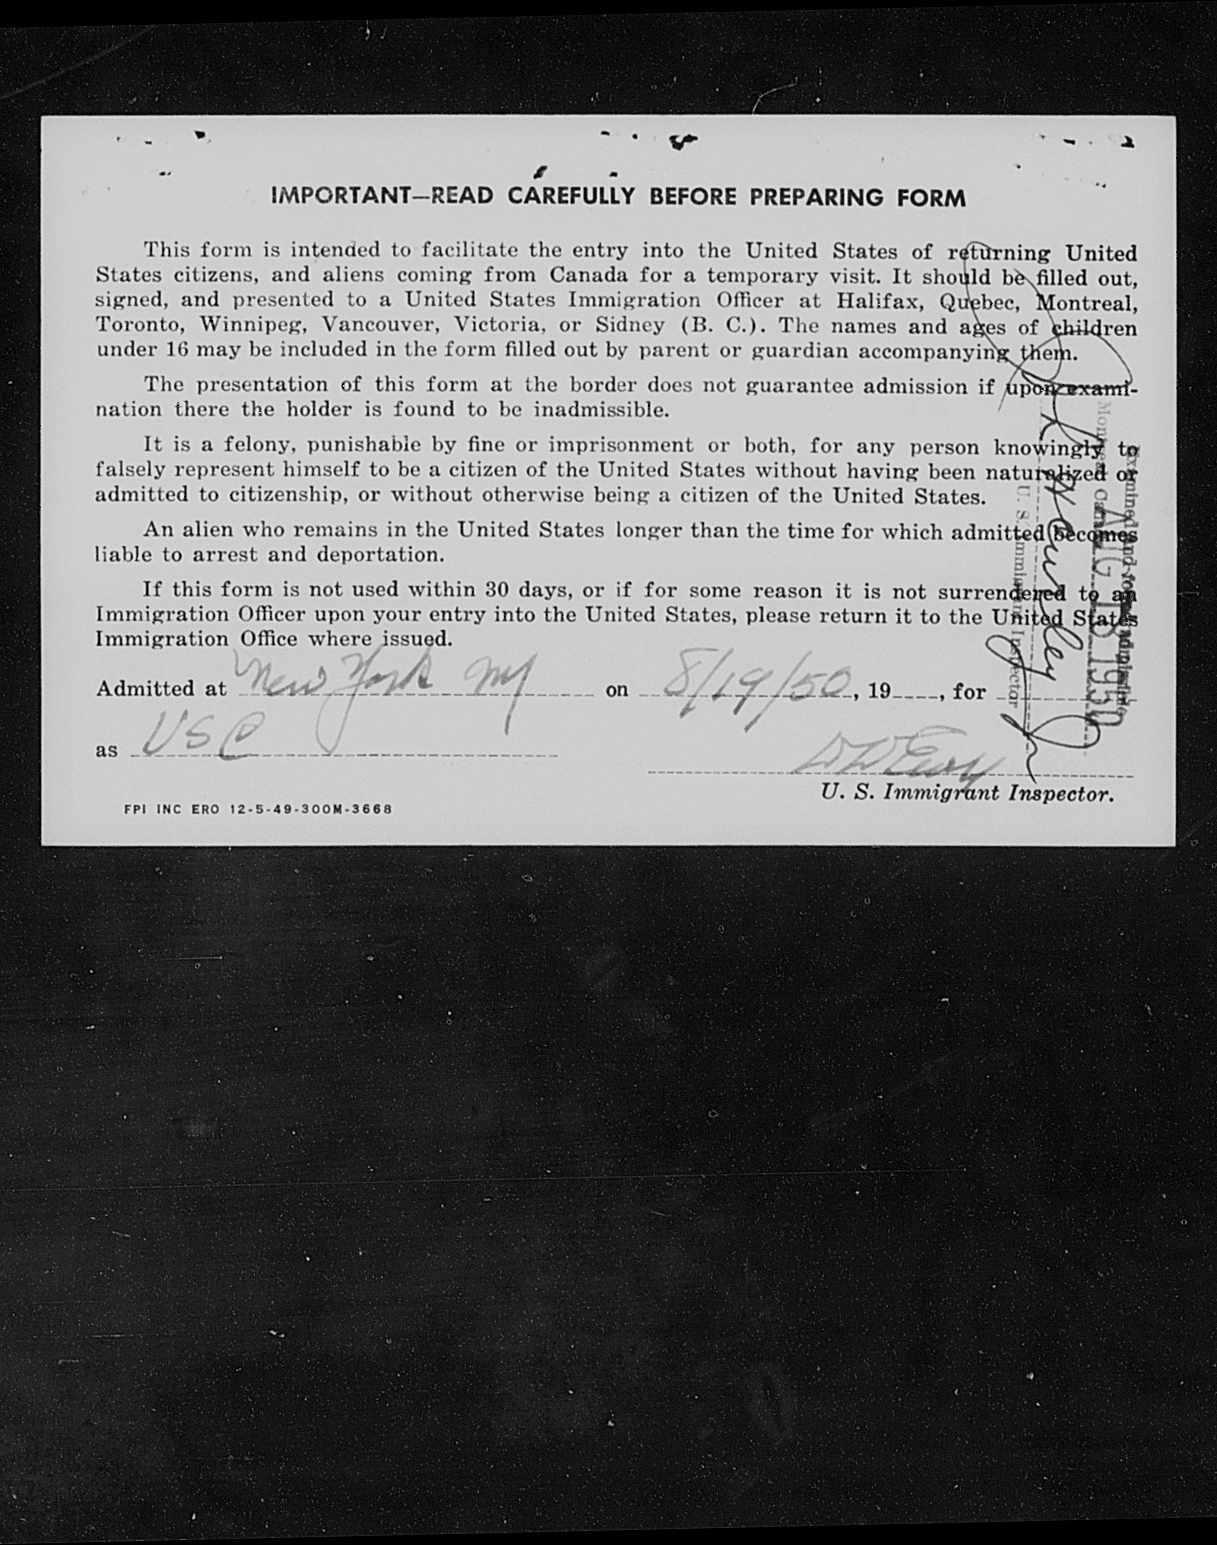 IMPORTANT—READ CAREFULLY BEFORE PREPARING FORM
This form is intended to facilitate the entry into the United States of returning United
States citizens, and aliens coming from Canada for a temporary visit. It should be filled out,
signed, and presented to a United States Immigration Officer at Halifax, Quebec, Montreal,
Toronto, Winnipeg, Vancouver, Victoria, or Sidney (B. C.). The names and ages of children
under 16 may be included in the form filled out by parent or guardian accompanying them.
The presentation of this form at the border does not guarantee admission if upon exami-
nation there the holder is found to be inadmissible.
It is a felony, punishable by fine or imprisonment or both, for any person knowingly to
falsely represent himself to be a citizen of the United States without having been naturalized or
admitted to citizenship, or without otherwise being a citizen of the United States.
An alien who remains in the United States longer than the time for which admitted becomes
liable to arrest and deportation.
If this form is not used within 30 days, or if for some reason it is not surrendered to an
Immigration Officer upon your entry into the United States, please return it to the United States
Immigration Office where issued.
Admitted at New York NY on 8/19/50, 19____, for
as USC
U. S. Immigrant Inspector.
FPI INC ERO 12-5-49-300M-3668
Examined and
AUG 18 1950
U. S. Immigrant Inspector